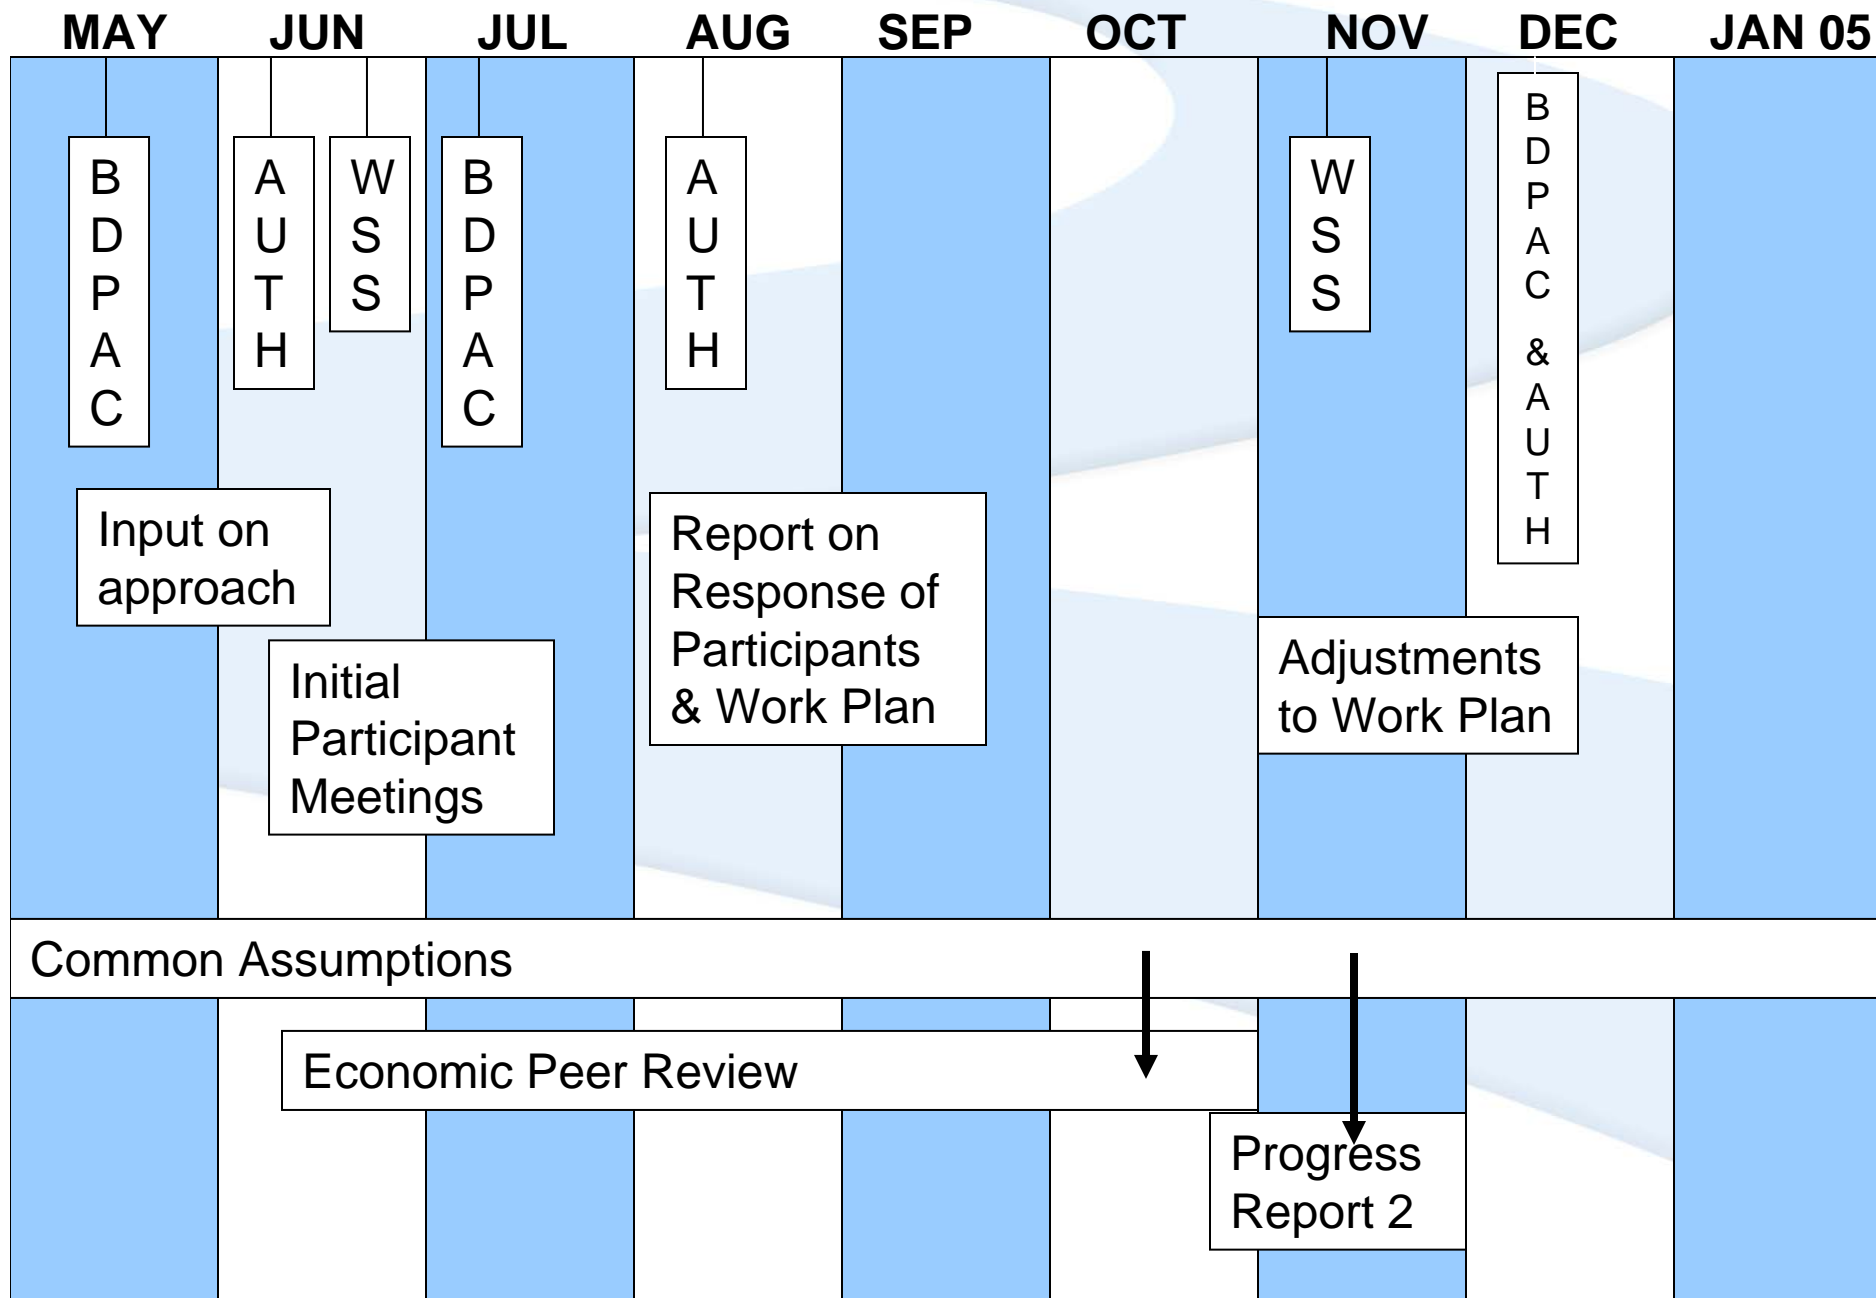 MAY JUN JUL AUG SEP OCT NOV DEC JAN 05
BDPAC
AUTH
WSS
BDPAC
AUTH
WSS
BDPAC & AUTH
Input on
approach
Initial
Participant
Meetings
Report on
Response of
Participants
& Work Plan
Adjustments
to Work Plan
Common Assumptions
Economic Peer Review
Progress
Report 2